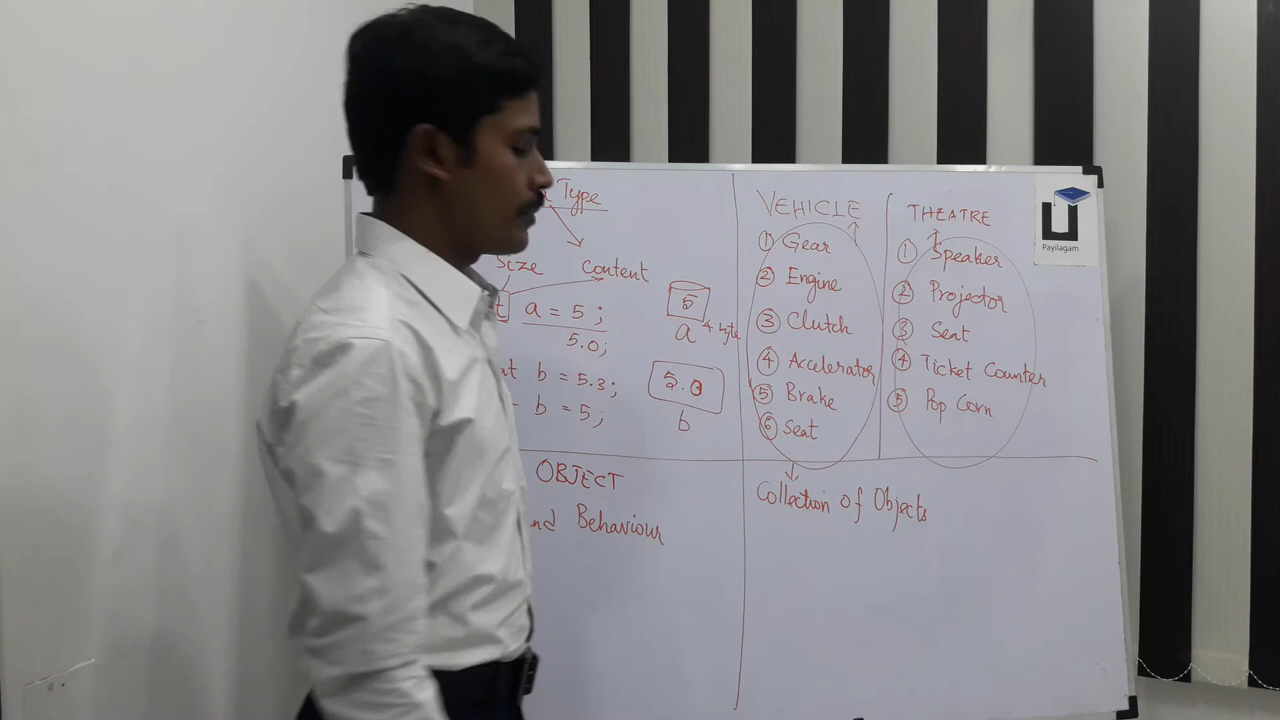 Type
Size content
a = 5 ;
5.0;
b = 5.3;
b = 5;
5
a 4 byte
5.0
b
OBJECT
Behaviour
VEHICLE
1 Gear
2 Engine
3 Clutch
4 Accelerator
5 Brake
6 Seat
Collection of Objects
THEATRE
1 Speaker
2 Projector
3 Seat
4 Ticket Counter
5 Pop Corn
Payilagam